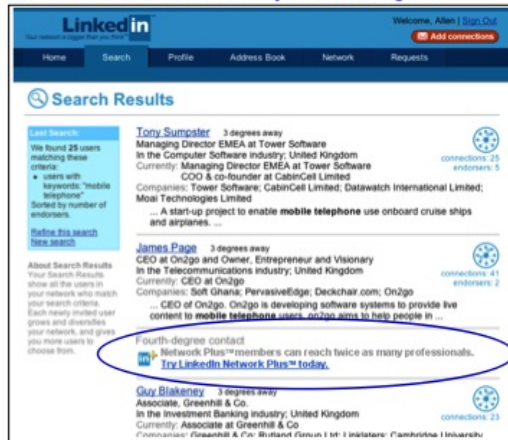 Linked in
Your network is bigger than you think™
Welcome, Allen | Sign Out
Add connections
Home Search Profile Address Book Network Requests
Search Results
Last Search:
We found 25 users
matching these
criteria:
users with
keywords: "mobile
telephone"
Sorted by number of
endorsers.
Refine this search
New search
About Search Results
Your Search Results
show all the users in
your network who match
your search criteria.
Each newly invited user
grows and diversifies
your network, and gives
you more users to
choose from.
Tony Sumpster 3 degrees away
Managing Director EMEA at Tower Software
In the Computer Software industry; United Kingdom
Currently: Managing Director EMEA at Tower Software
COO & co-founder at CabinCell Limited
Companies: Tower Software; CabinCell Limited; Datawatch International Limited;
Moai Technologies Limited
... A start-up project to enable mobile telephone use onboard cruise ships
and airplanes. ...
connections: 25
endorsers: 5
James Page 3 degrees away
CEO at On2go and Owner, Entrepreneur and Visionary
In the Telecommunications industry; United Kingdom
Currently: CEO at On2go
Companies: Soft Ghana; PervasiveEdge; Deckchair.com; On2go
... CEO of On2go. On2go is developing software systems to provide live
content to mobile telephone users. on2go aims to help people in ...
connections: 41
endorsers: 2
Fourth-degree contact
in
Network Plus™ members can reach twice as many professionals.
Try LinkedIn Network Plus™ today.
Guy Blakeney 3 degrees away
Associate, Greenhill & Co.
In the Investment Banking industry; United Kingdom
Currently: Associate at Greenhill & Co
Companies: Greenhill & Co; Rutland Group Ltd; Linklaters; Cambridge University
connections: 23